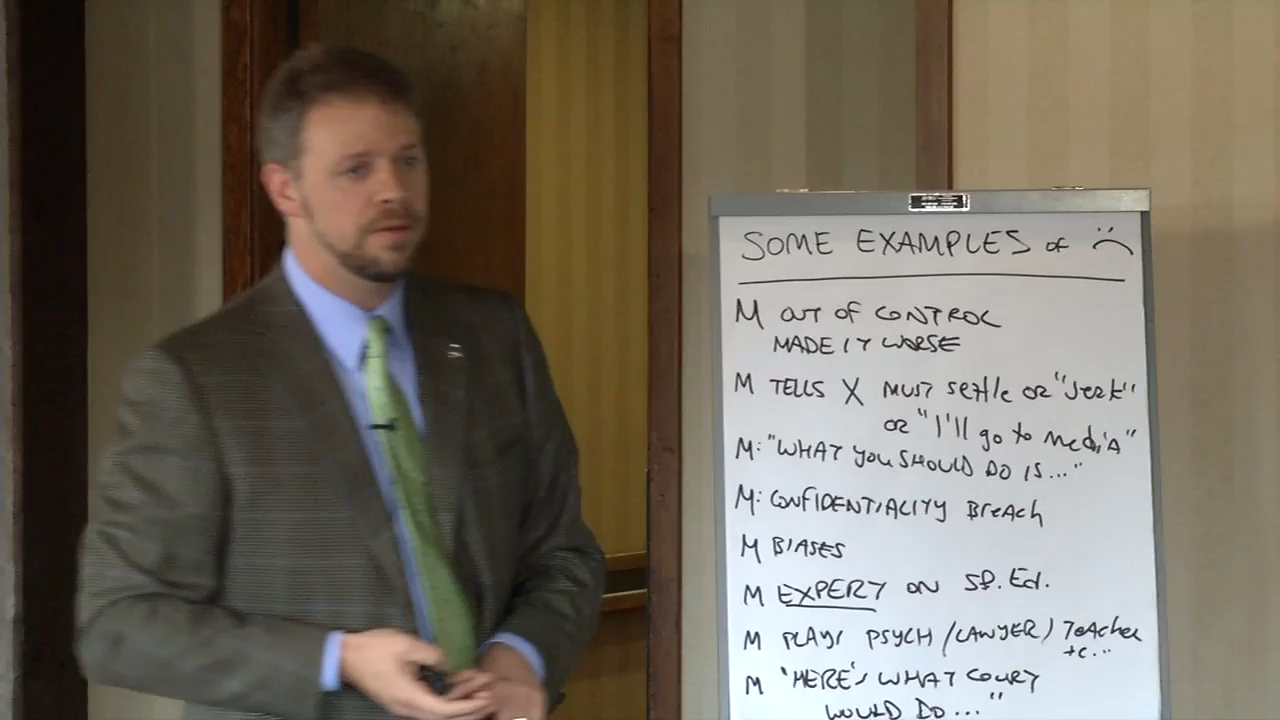 SOME EXAMPLES of
M OUT OF CONTROL
MADE IT WORSE
M TELLS X MUST settle or "Jerk"
or "I'll go to mediA"
M: "WHAT YOU SHOULD DO IS..."
M: CONFIDENTIALITY BreAch
M BIASES
M EXPERT ON Sp. Ed.
M PLAYS PSYCH / LAWYER / TeAcher
M "HERE'S WHAT COURT
WOULD DO..."